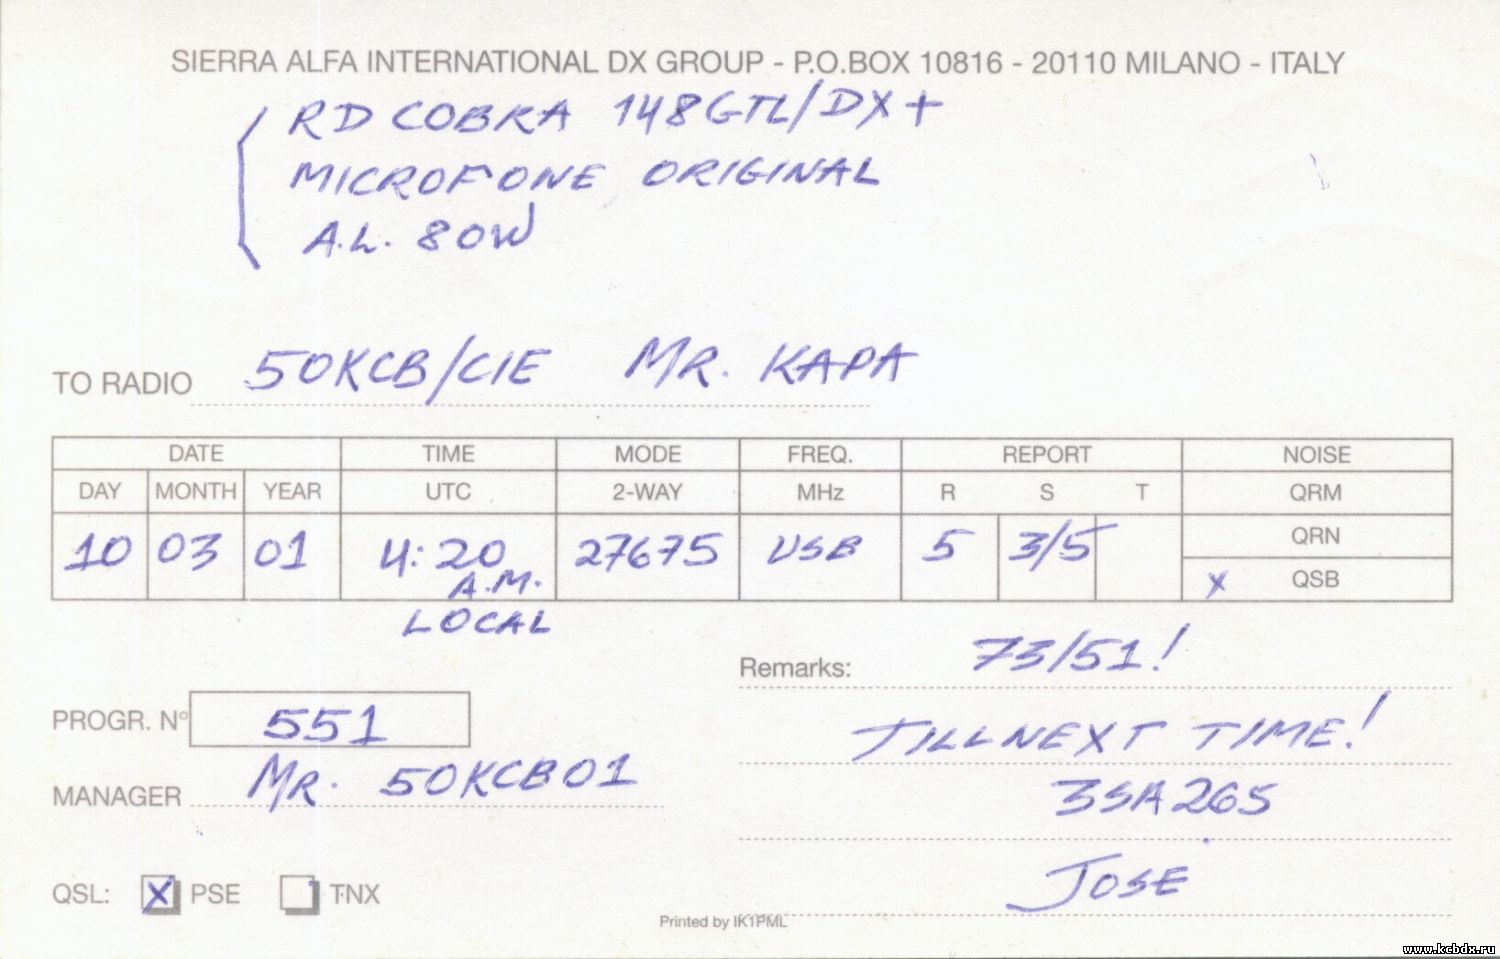 SIERRA ALFA INTERNATIONAL DX GROUP - P.O.BOX 10816 - 20110 MILANO - ITALY
RD COBRA 148GTL/DX+
MICROFONE ORIGINAL
A.L. 80W
TO RADIO 50KCB/CIE MR. KAPA
DATE TIME MODE FREQ. REPORT NOISE
DAY MONTH YEAR UTC 2-WAY MHz R S T QRM
10 03 01 4:20 27675 USB 5 3/5 QRN
A.M. X QSB
LOCAL
Remarks: 73/51!
PROGR. N° 551
TILL NEXT TIME!
MANAGER MR. 50KCB01
3SA265
QSL: X PSE TNX
JOSE
Printed by IK1PML
www.kcbdx.ru